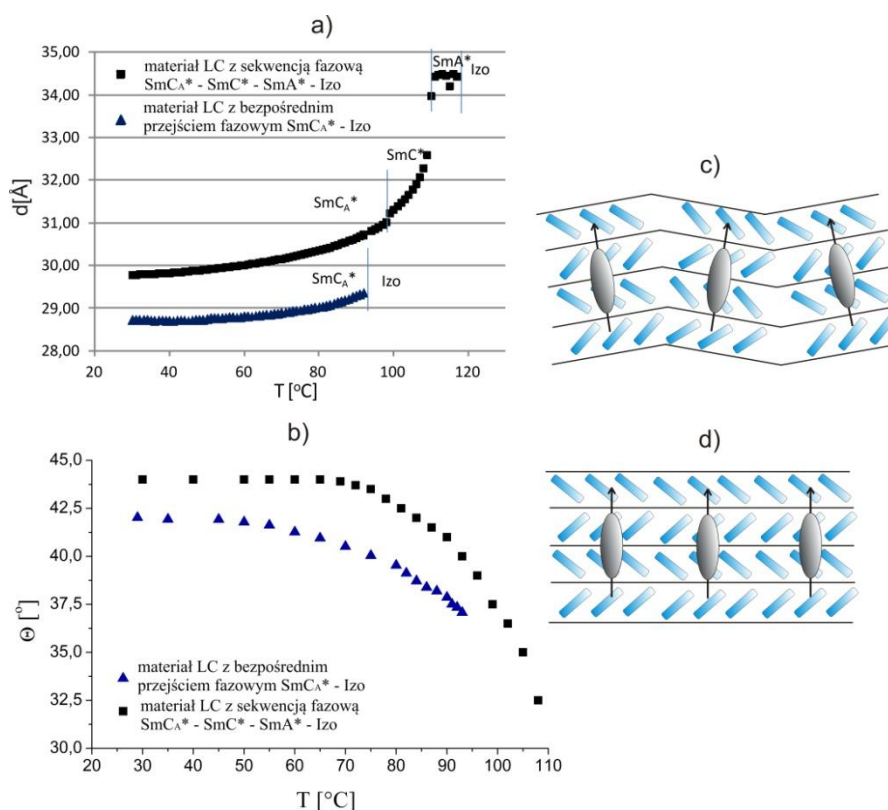 a)
35,00
34,00
33,00
32,00
31,00
30,00
29,00
28,00
d[Å]
materiał LC z sekwencją fazową
SmCA* - SmC* - SmA* - Izo
materiał LC z bezpośrednim
przejściem fazowym SmCA* - Izo
SmA*
Izo
SmC*
SmCA*
SmCA*
Izo
20 40 60 80 100 120
T[°C]
c)
b)
45,0
42,5
40,0
37,5
35,0
32,5
30,0
Θ [°]
materiał LC z bezpośrednim
przejściem fazowym SmCA* - Izo
materiał LC z sekwencją fazową
SmCA* - SmC* - SmA* - Izo
20 30 40 50 60 70 80 90 100 110
T [°C]
d)